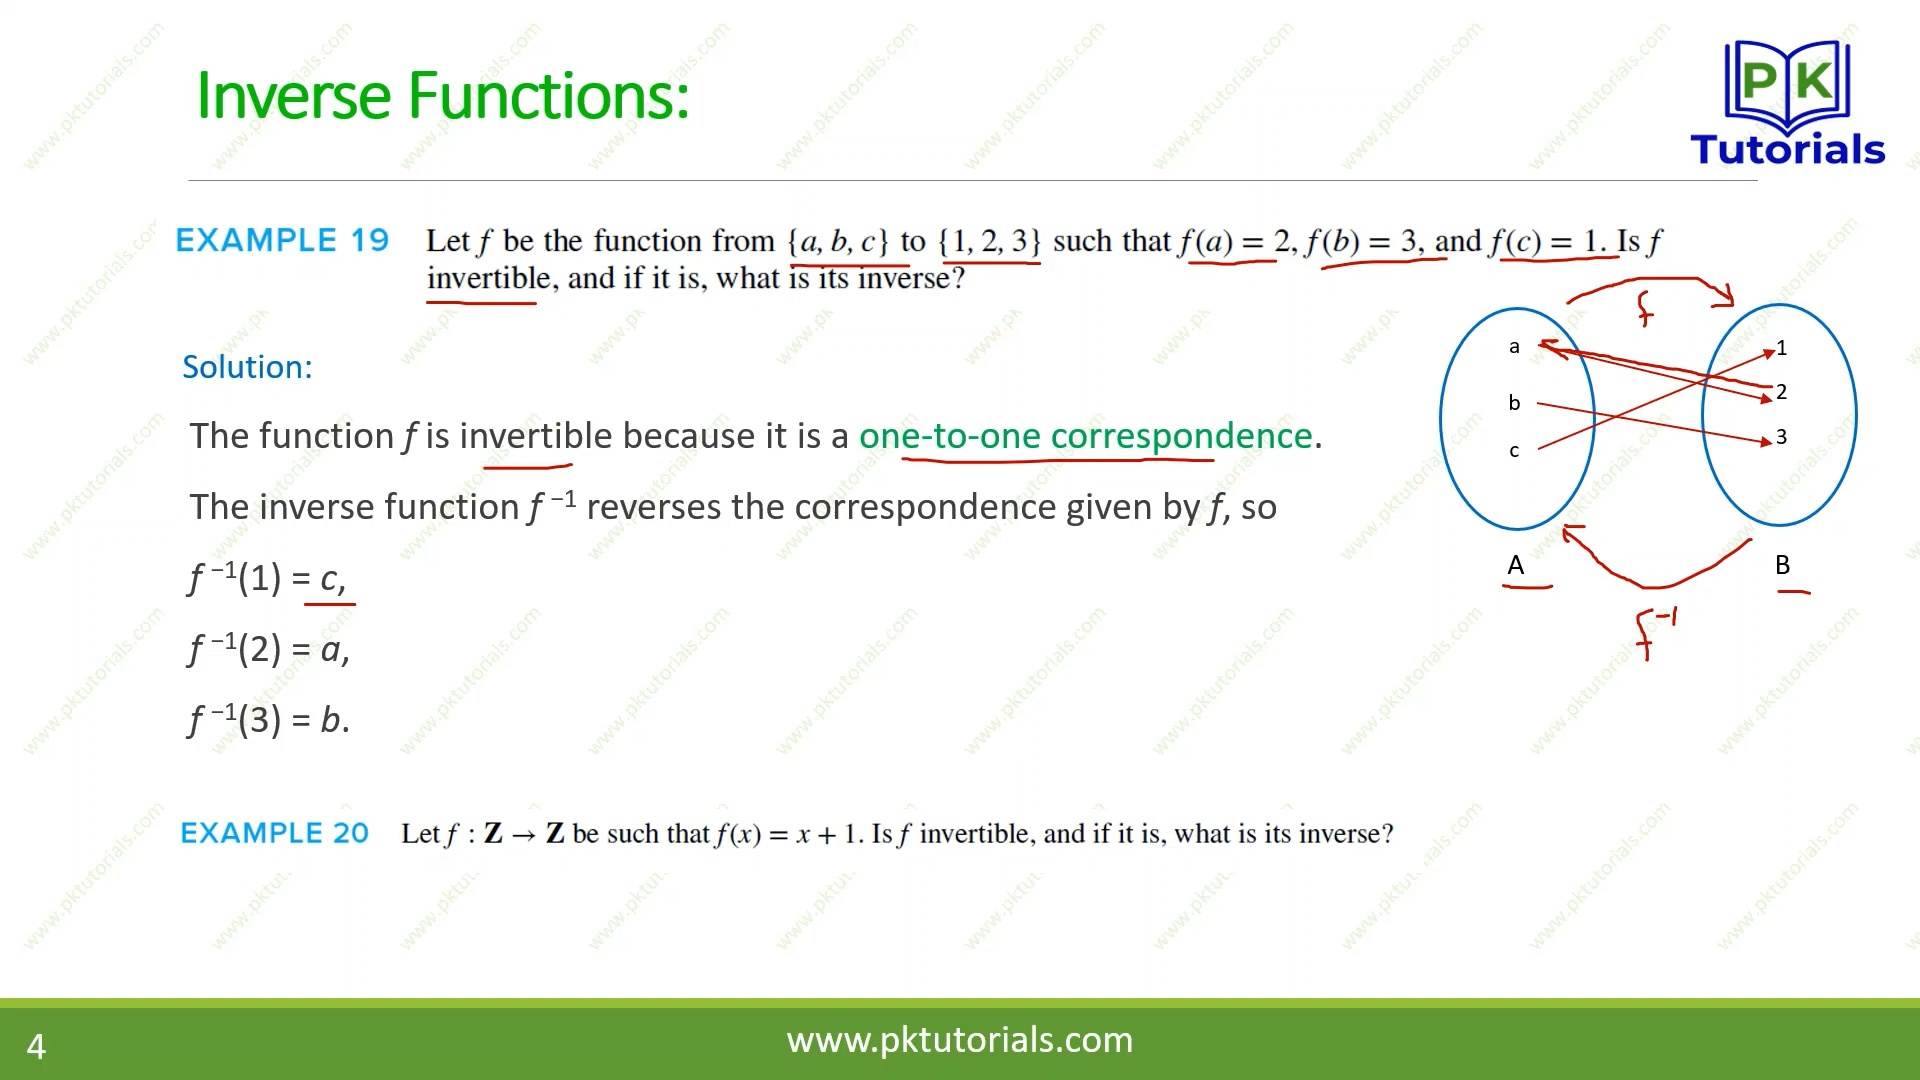 Inverse Functions:
PK
Tutorials
EXAMPLE 19 Let f be the function from {a, b, c} to {1, 2, 3} such that f(a) = 2, f(b) = 3, and f(c) = 1. Is f
invertible, and if it is, what is its inverse?
Solution:
The function f is invertible because it is a one-to-one correspondence.
The inverse function f⁻¹ reverses the correspondence given by f, so
f⁻¹(1) = c,
f⁻¹(2) = a,
f⁻¹(3) = b.
f
a
b
c
1
2
3
A
B
f⁻¹
EXAMPLE 20 Let f : Z → Z be such that f(x) = x + 1. Is f invertible, and if it is, what is its inverse?
4
www.pktutorials.com